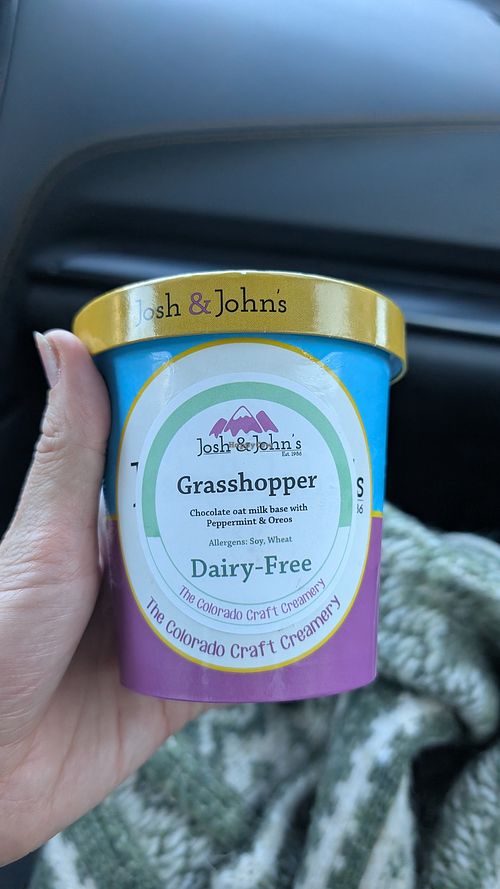 Josh & John's
Josh & John's
Est. 1986
Grasshopper
Chocolate oat milk base with
Peppermint & Oreos
Allergens: Soy, Wheat
Dairy-Free
The Colorado Craft Creamery
The Colorado Craft Creamery